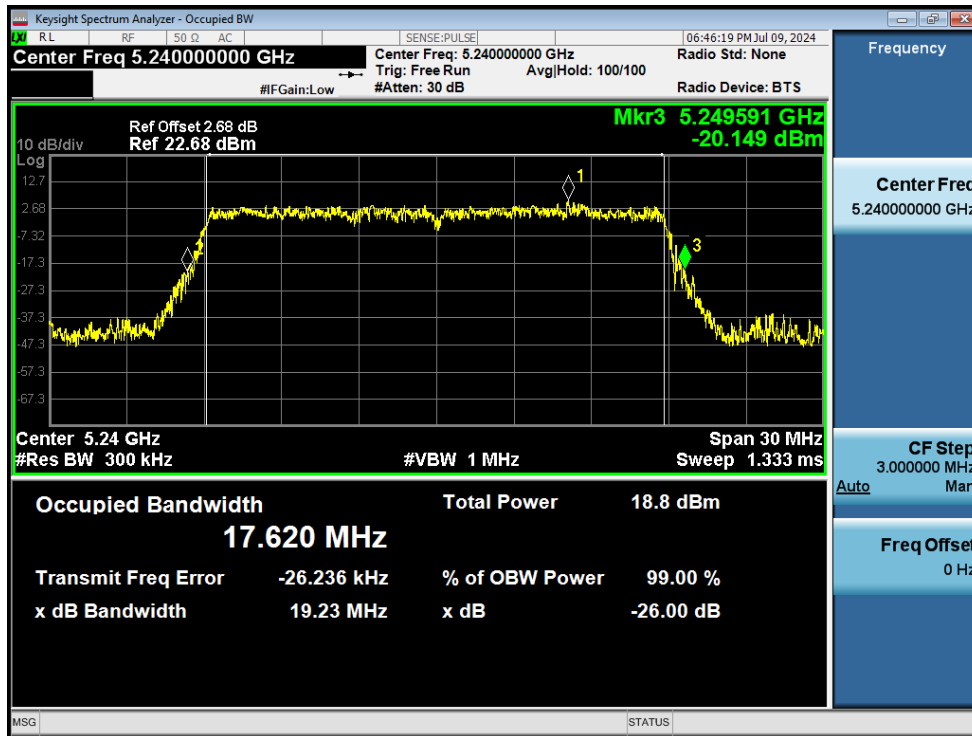 Keysight Spectrum Analyzer - Occupied BW
LXI RL RF 50 Ω AC SENSE:PULSE 06:46:19 PM Jul 09, 2024
Center Freq 5.240000000 GHz
Center Freq: 5.240000000 GHz
Radio Std: None
Trig: Free Run Avg|Hold: 100/100
#IFGain:Low
#Atten: 30 dB
Radio Device: BTS
Mkr3 5.249591 GHz
-20.149 dBm
Ref Offset 2.68 dB
10 dB/div Ref 22.68 dBm
Log
12.7
2.68
-7.32
-17.3
-27.3
-37.3
-47.3
-57.3
-67.3
1
2
3
Center 5.24 GHz
Span 30 MHz
#Res BW 300 kHz
#VBW 1 MHz
Sweep 1.333 ms
Occupied Bandwidth
17.620 MHz
Total Power 18.8 dBm
Transmit Freq Error -26.236 kHz
% of OBW Power 99.00 %
x dB Bandwidth 19.23 MHz
x dB -26.00 dB
Frequency
Center Freq
5.240000000 GHz
CF Step
3.000000 MHz
Auto Man
Freq Offset
0 Hz
MSG
STATUS